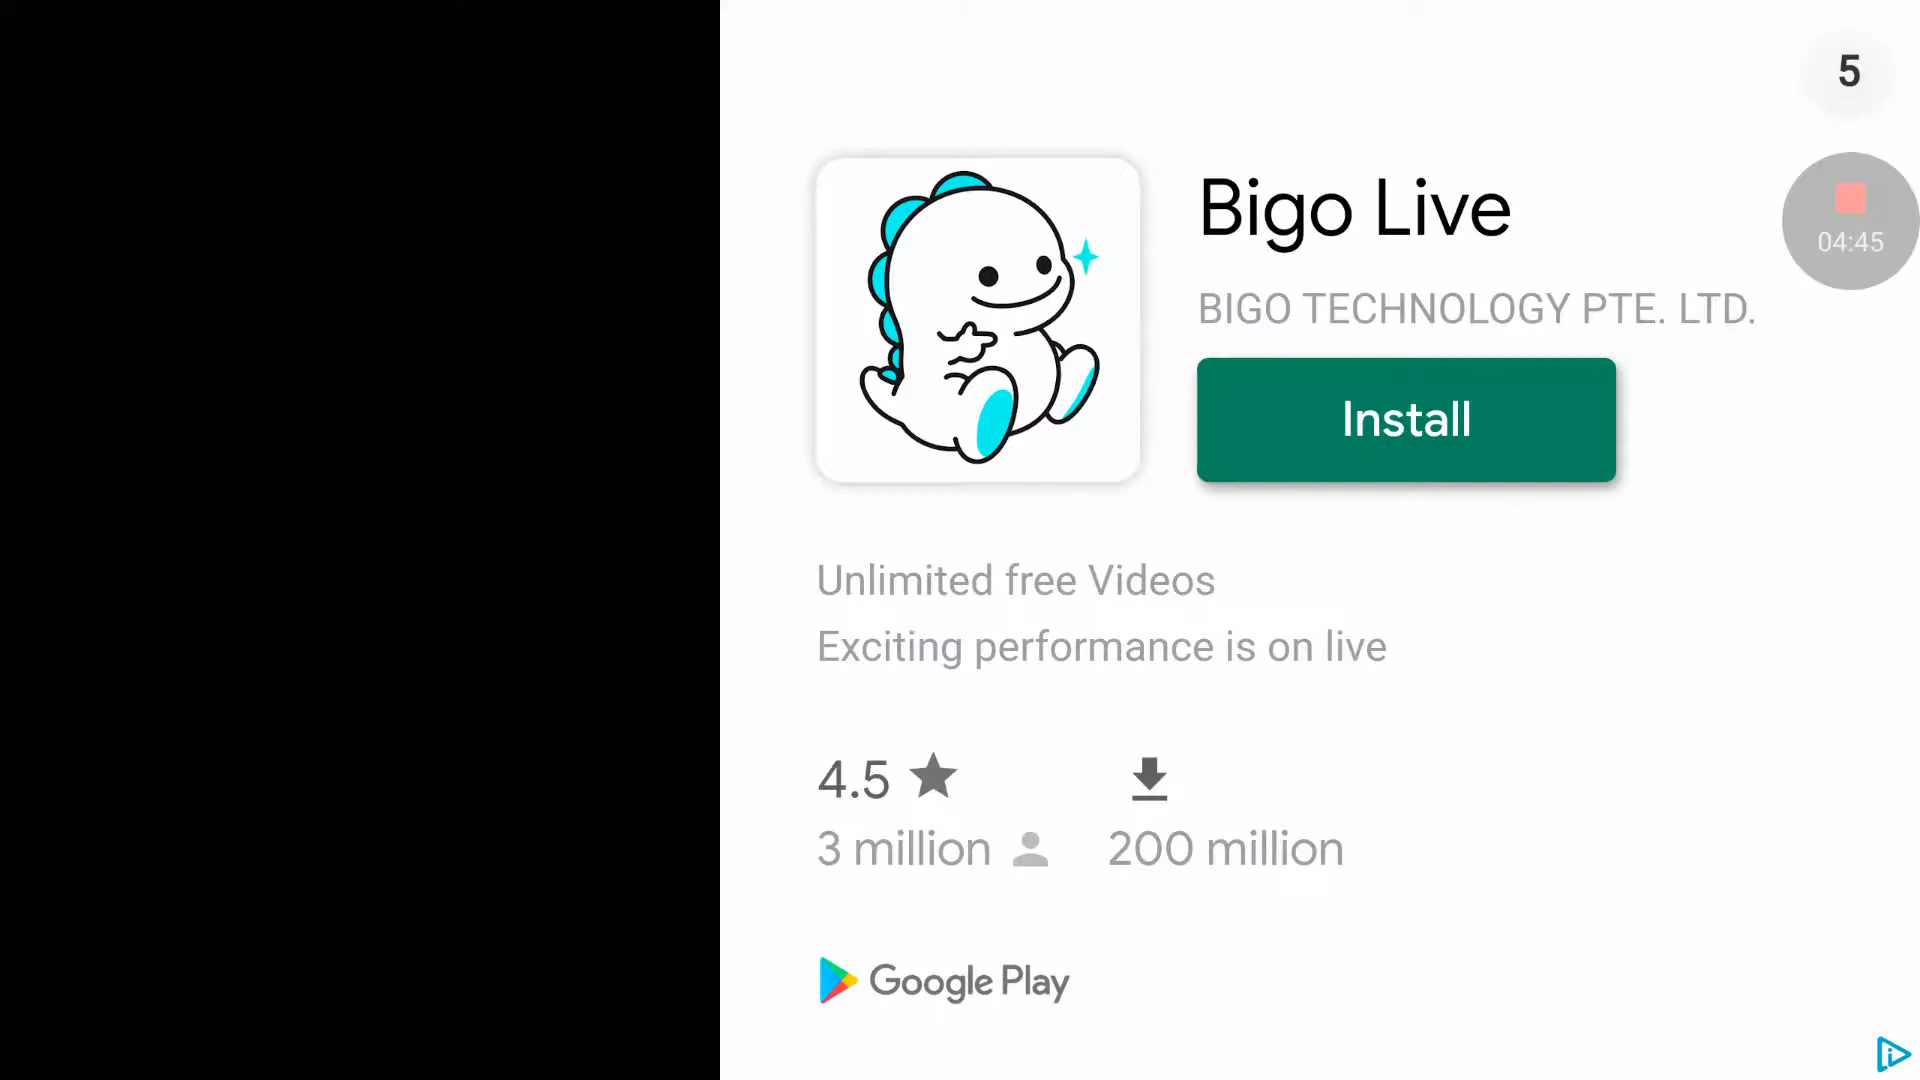 5
Bigo Live
04:45
BIGO TECHNOLOGY PTE. LTD.
Install
Unlimited free Videos
Exciting performance is on live
4.5
3 million
200 million
Google Play